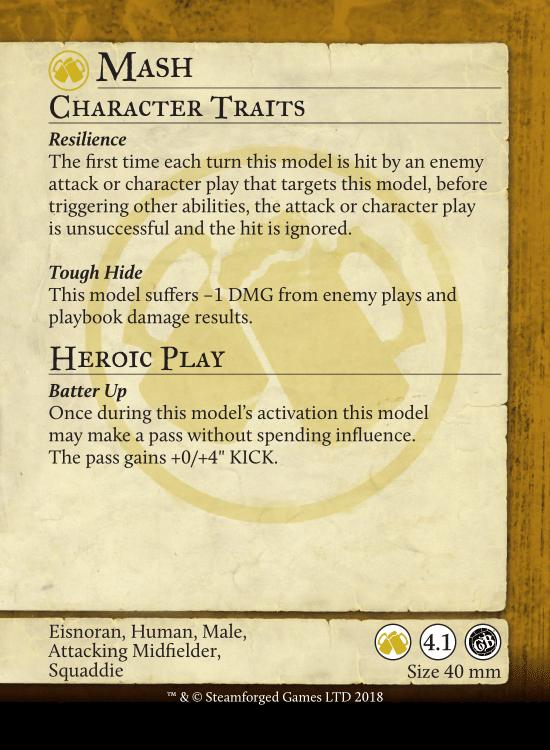 Mash
Character Traits
Resilience
The first time each turn this model is hit by an enemy
attack or character play that targets this model, before
triggering other abilities, the attack or character play
is unsuccessful and the hit is ignored.
Tough Hide
This model suffers –1 DMG from enemy plays and
playbook damage results.
Heroic Play
Batter Up
Once during this model's activation this model
may make a pass without spending influence.
The pass gains +0/+4" KICK.
Eisnoran, Human, Male,
Attacking Midfielder,
Squaddie
4.1
GB
Size 40 mm
™ & © Steamforged Games LTD 2018